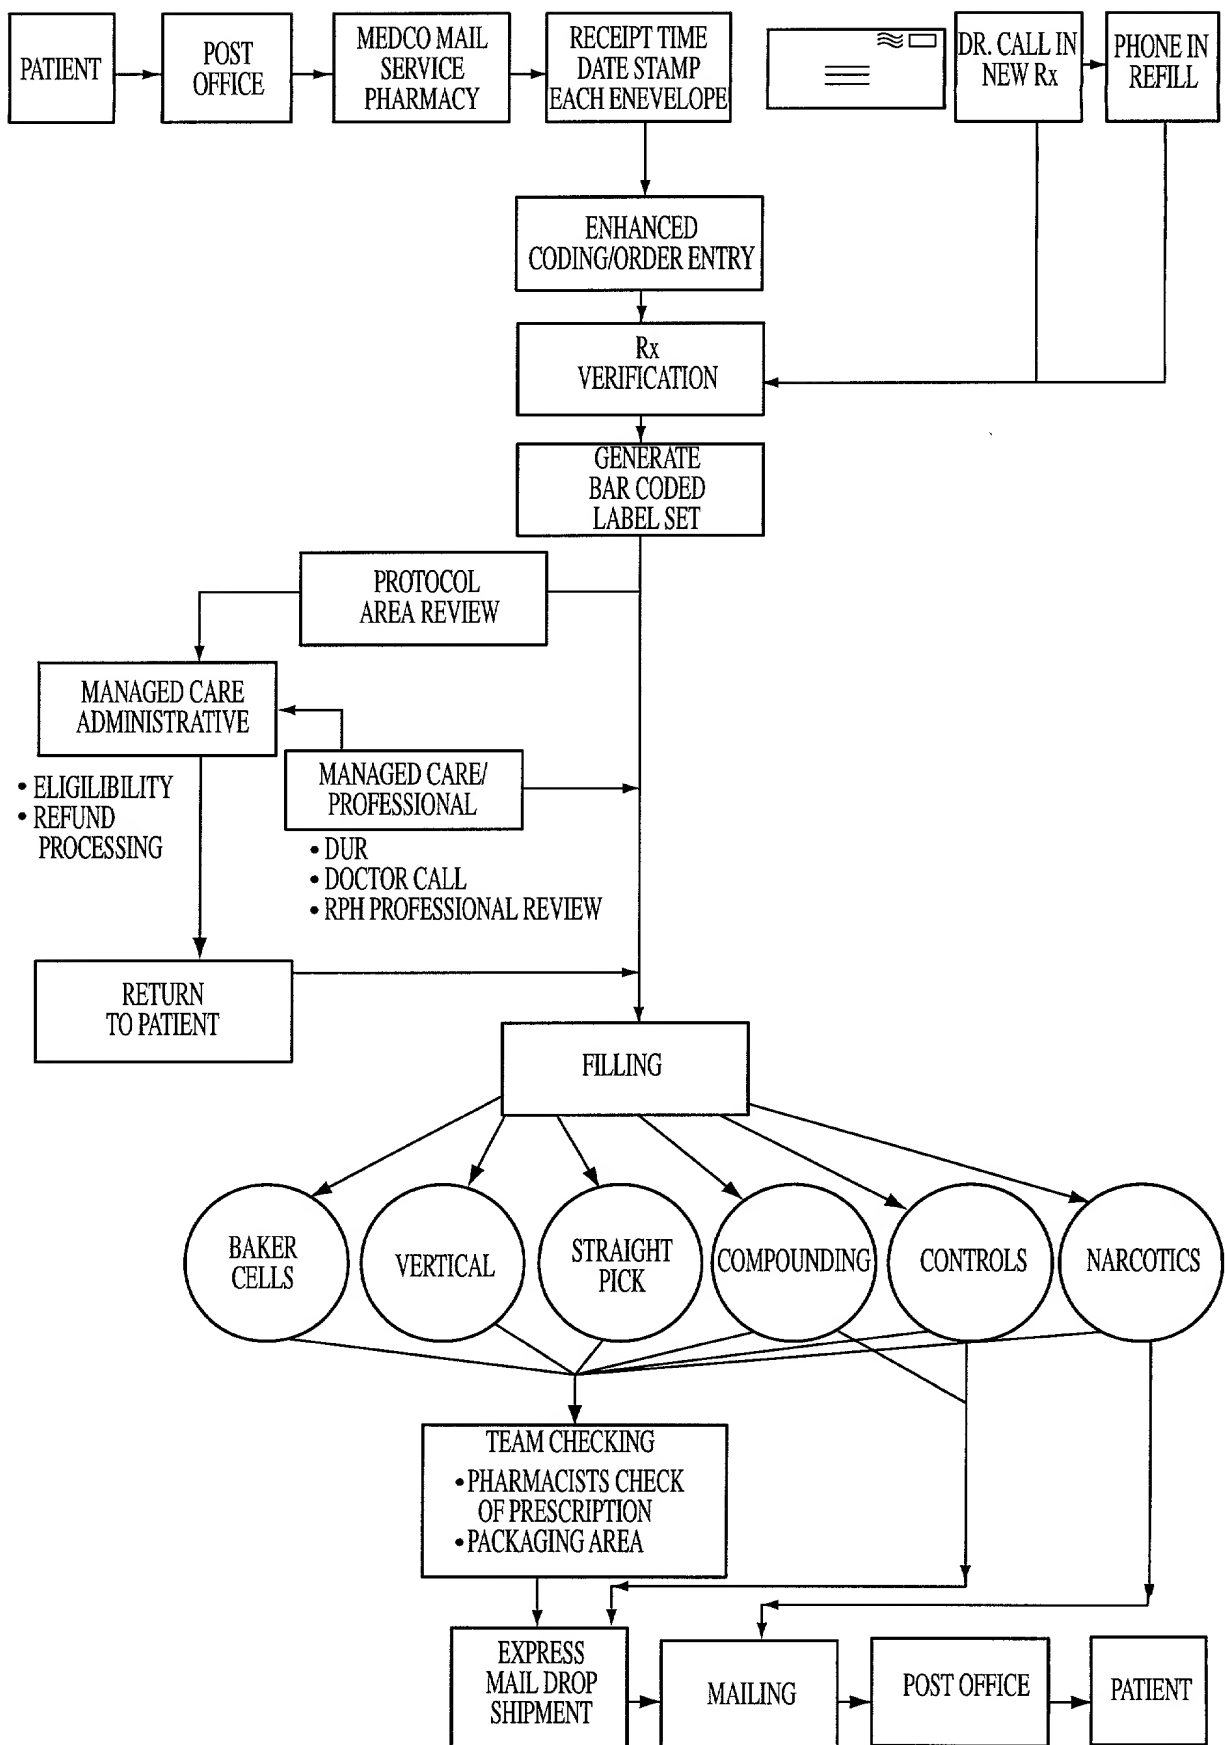 PATIENT
POST
OFFICE
MEDCO MAIL
SERVICE
PHARMACY
RECEIPT TIME
DATE STAMP
EACH ENEVELOPE
DR. CALL IN
NEW Rx
PHONE IN
REFILL
ENHANCED
CODING/ORDER ENTRY
Rx
VERIFICATION
GENERATE
BAR CODED
LABEL SET
PROTOCOL
AREA REVIEW
MANAGED CARE
ADMINISTRATIVE
• ELIGILIBILITY
• REFUND
PROCESSING
MANAGED CARE/
PROFESSIONAL
• DUR
• DOCTOR CALL
• RPH PROFESSIONAL REVIEW
RETURN
TO PATIENT
FILLING
BAKER
CELLS
VERTICAL
STRAIGHT
PICK
COMPOUNDING
CONTROLS
NARCOTICS
TEAM CHECKING
• PHARMACISTS CHECK
OF PRESCRIPTION
• PACKAGING AREA
EXPRESS
MAIL DROP
SHIPMENT
MAILING
POST OFFICE
PATIENT